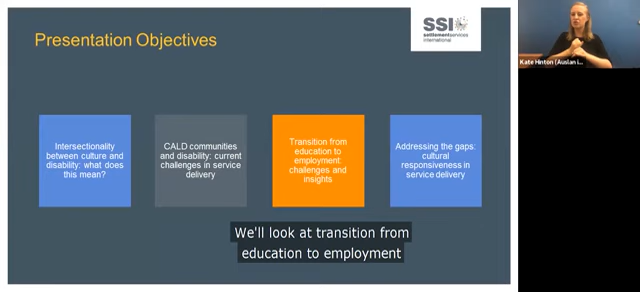 Presentation Objectives
SSI
settlement services
international
Intersectionality
between culture and
disability: what does
this mean?
CALD communities
and disability: current
challenges in service
delivery
Transition from
education to
employment:
challenges and
insights
Addressing the gaps:
cultural
responsiveness in
service delivery
We'll look at transition from
education to employment
Kate Hinton (Auslan i...